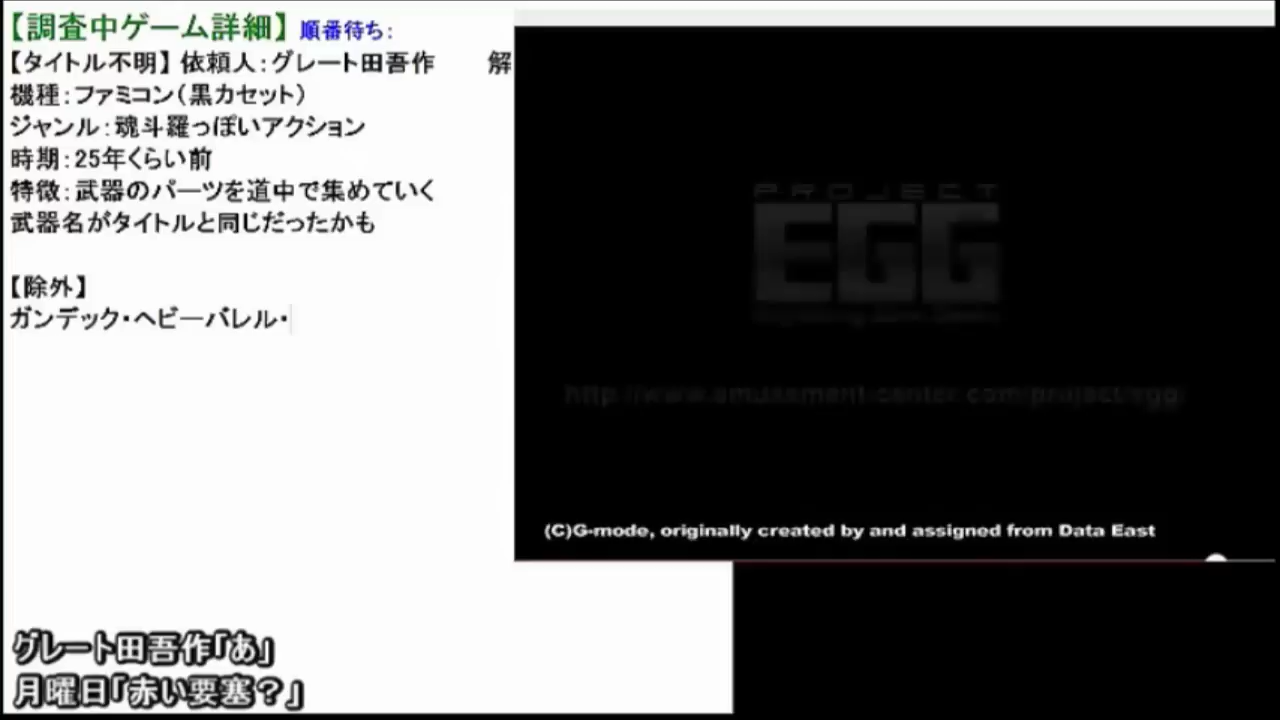 【調査中ゲーム詳細】 順番待ち:
【タイトル不明】 依頼人:グレート田吾作 解
機種:ファミコン(黒カセット)
ジャンル:魂斗羅っぽいアクション
時期:25年くらい前
特徴:武器のパーツを道中で集めていく
武器名がタイトルと同じだったかも
【除外】
ガンデック・ヘビーバレル・
PROJECT
EGG
http://www.amusement-center.com/project/egg
(C)G-mode, originally created by and assigned from Data East
グレート田吾作「あ」
月曜日「赤い要塞?」